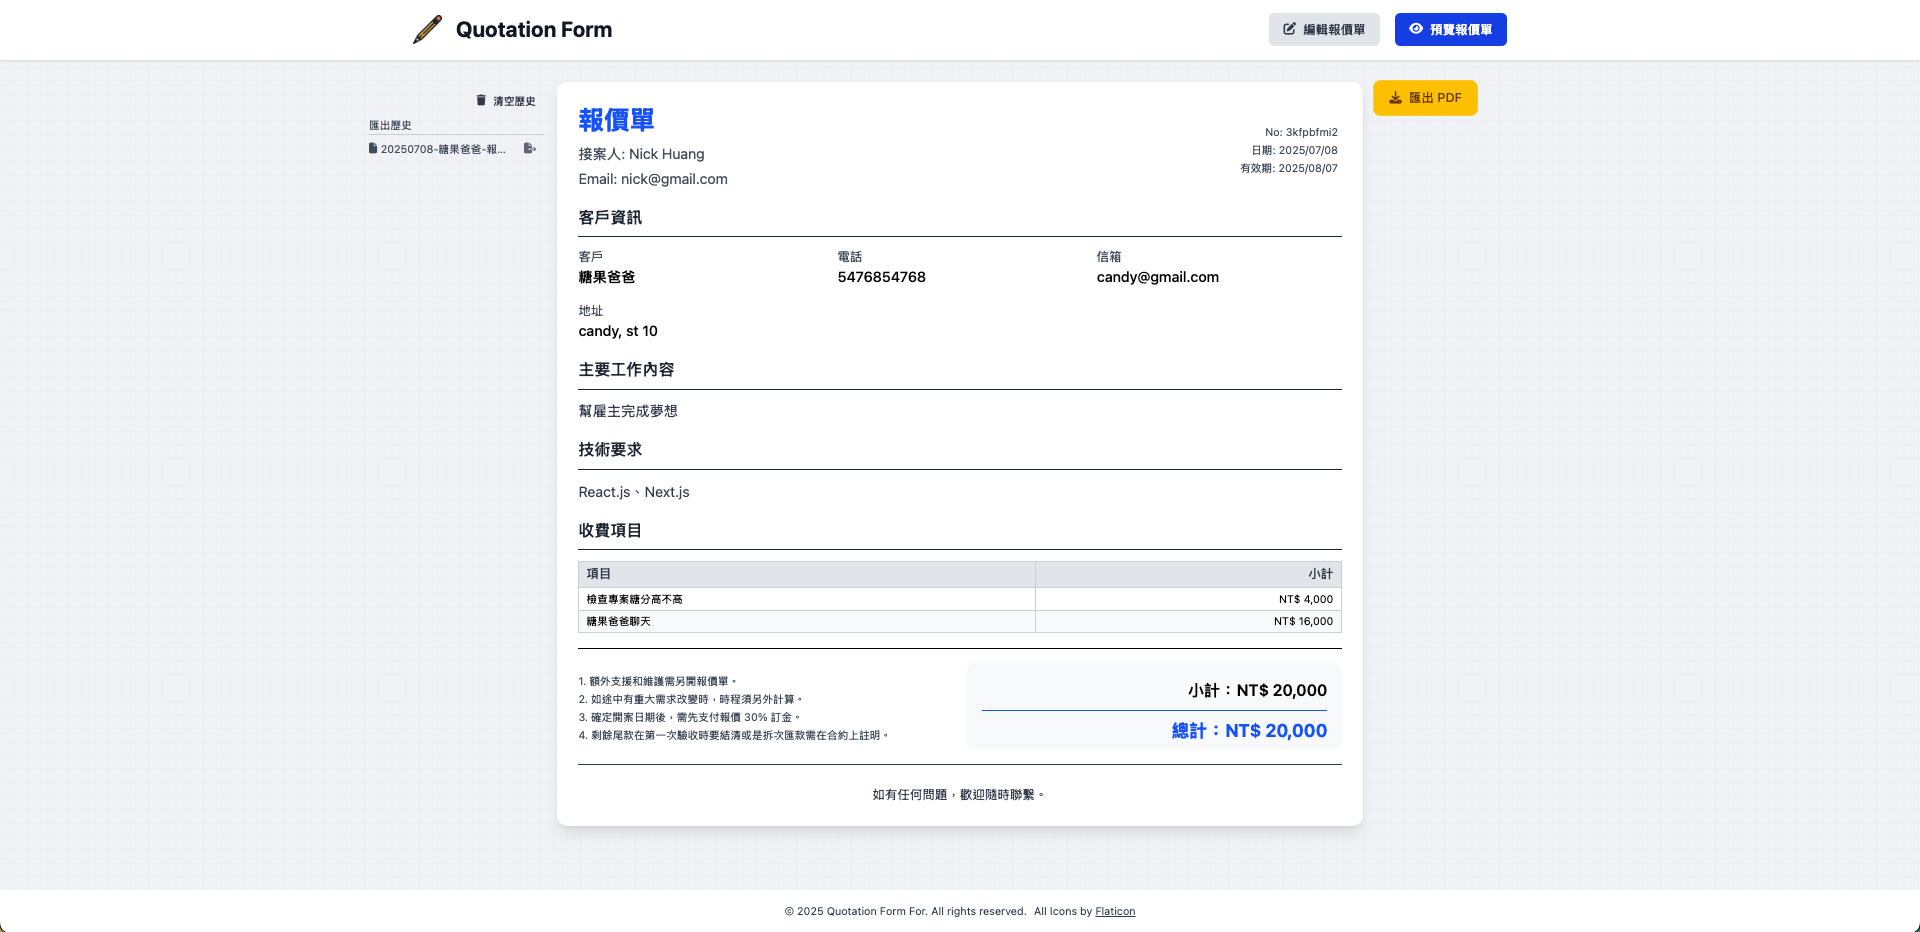 Quotation Form
編輯報價單
預覽報價單
清空歷史
匯出歷史
20250708-糖果爸爸-報...
匯出 PDF
報價單
接案人: Nick Huang
Email: nick@gmail.com
No: 3kfpbfmi2
日期: 2025/07/08
有效期: 2025/08/07
客戶資訊
客戶
糖果爸爸
電話
5476854768
信箱
candy@gmail.com
地址
candy, st 10
主要工作內容
幫雇主完成夢想
技術要求
React.js、Next.js
收費項目
項目 小計
檢查專案糖分高不高 NT$ 4,000
糖果爸爸聊天 NT$ 16,000
1. 額外支援和維護需另開報價單。
2. 如途中有重大需求改變時，時程須另外計算。
3. 確定開案日期後，需先支付報價 30% 訂金。
4. 剩餘尾款在第一次驗收時要結清或是拆次匯款需在合約上註明。
小計：NT$ 20,000
總計：NT$ 20,000
如有任何問題，歡迎隨時聯繫。
© 2025 Quotation Form For. All rights reserved. All Icons by Flaticon